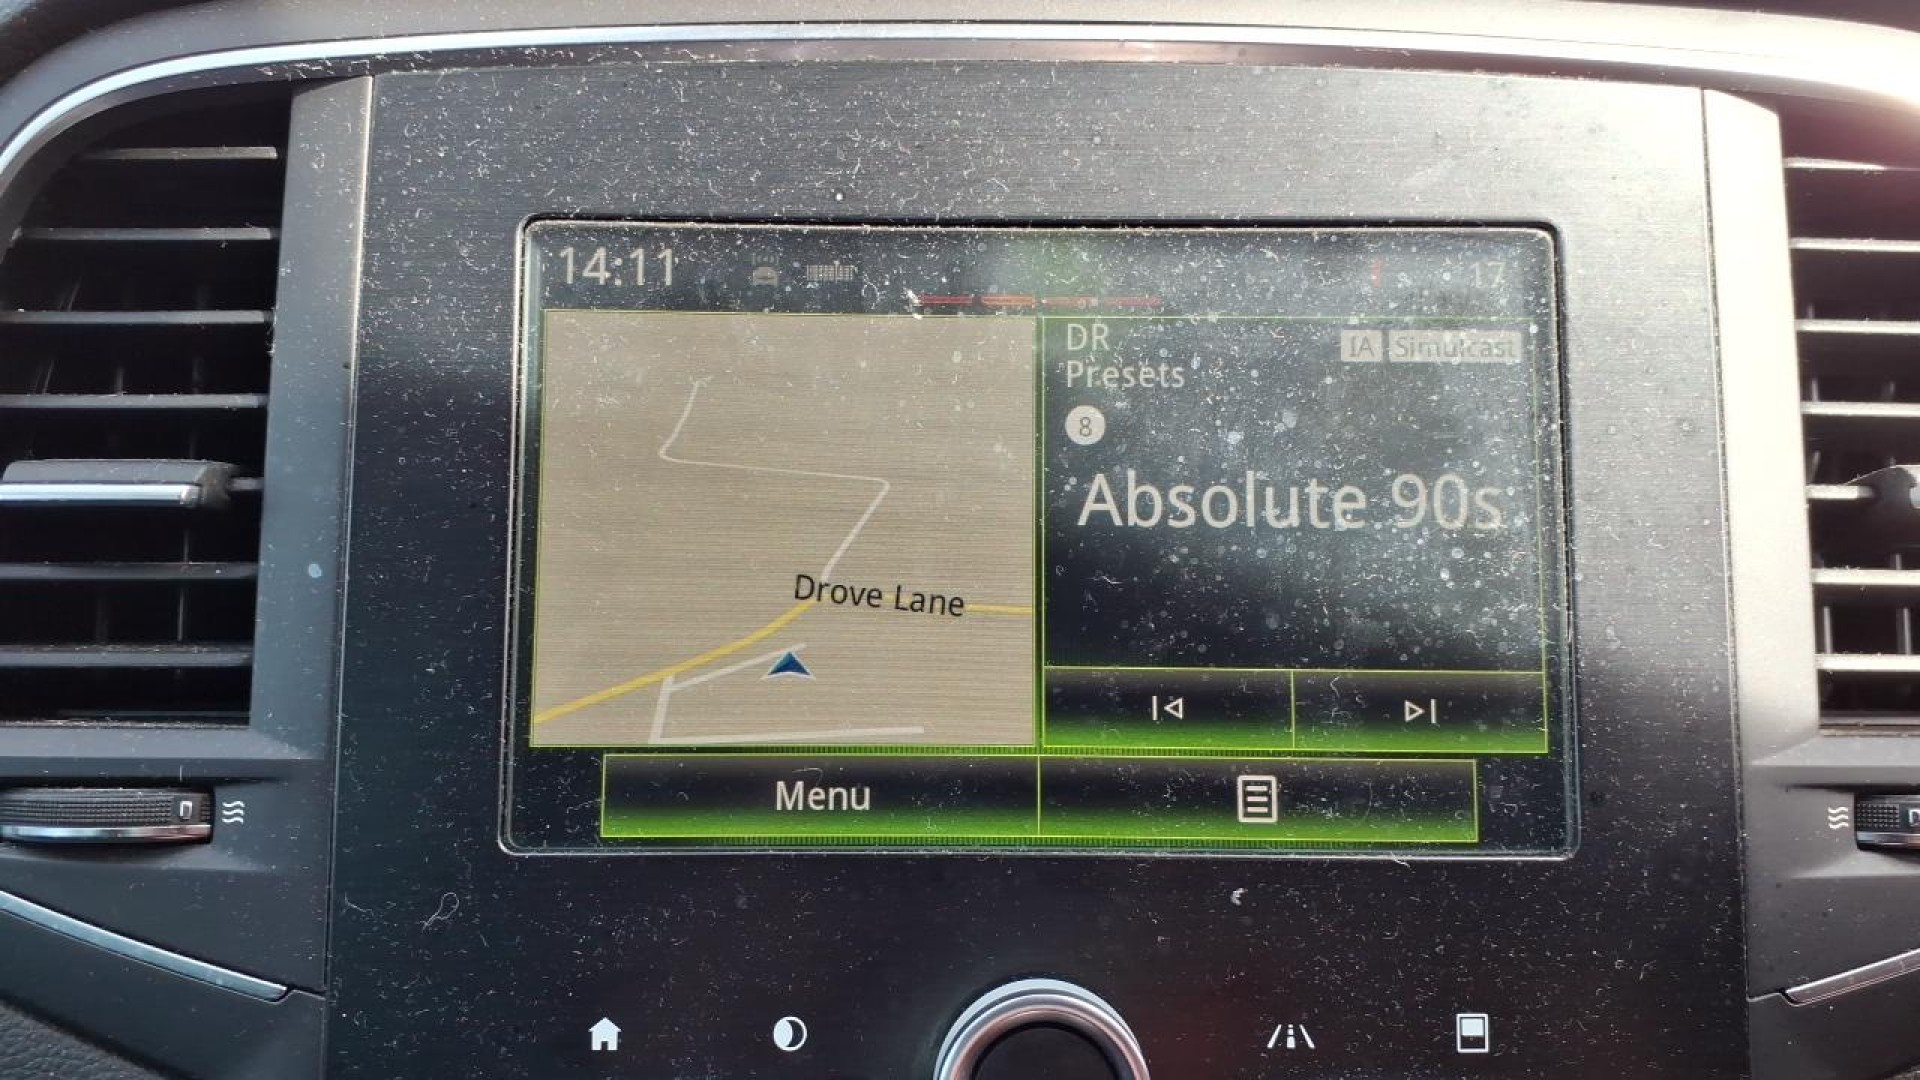 14:11
17
DR
Presets
IA Simulcast
8
Absolute 90s
Drove Lane
Menu